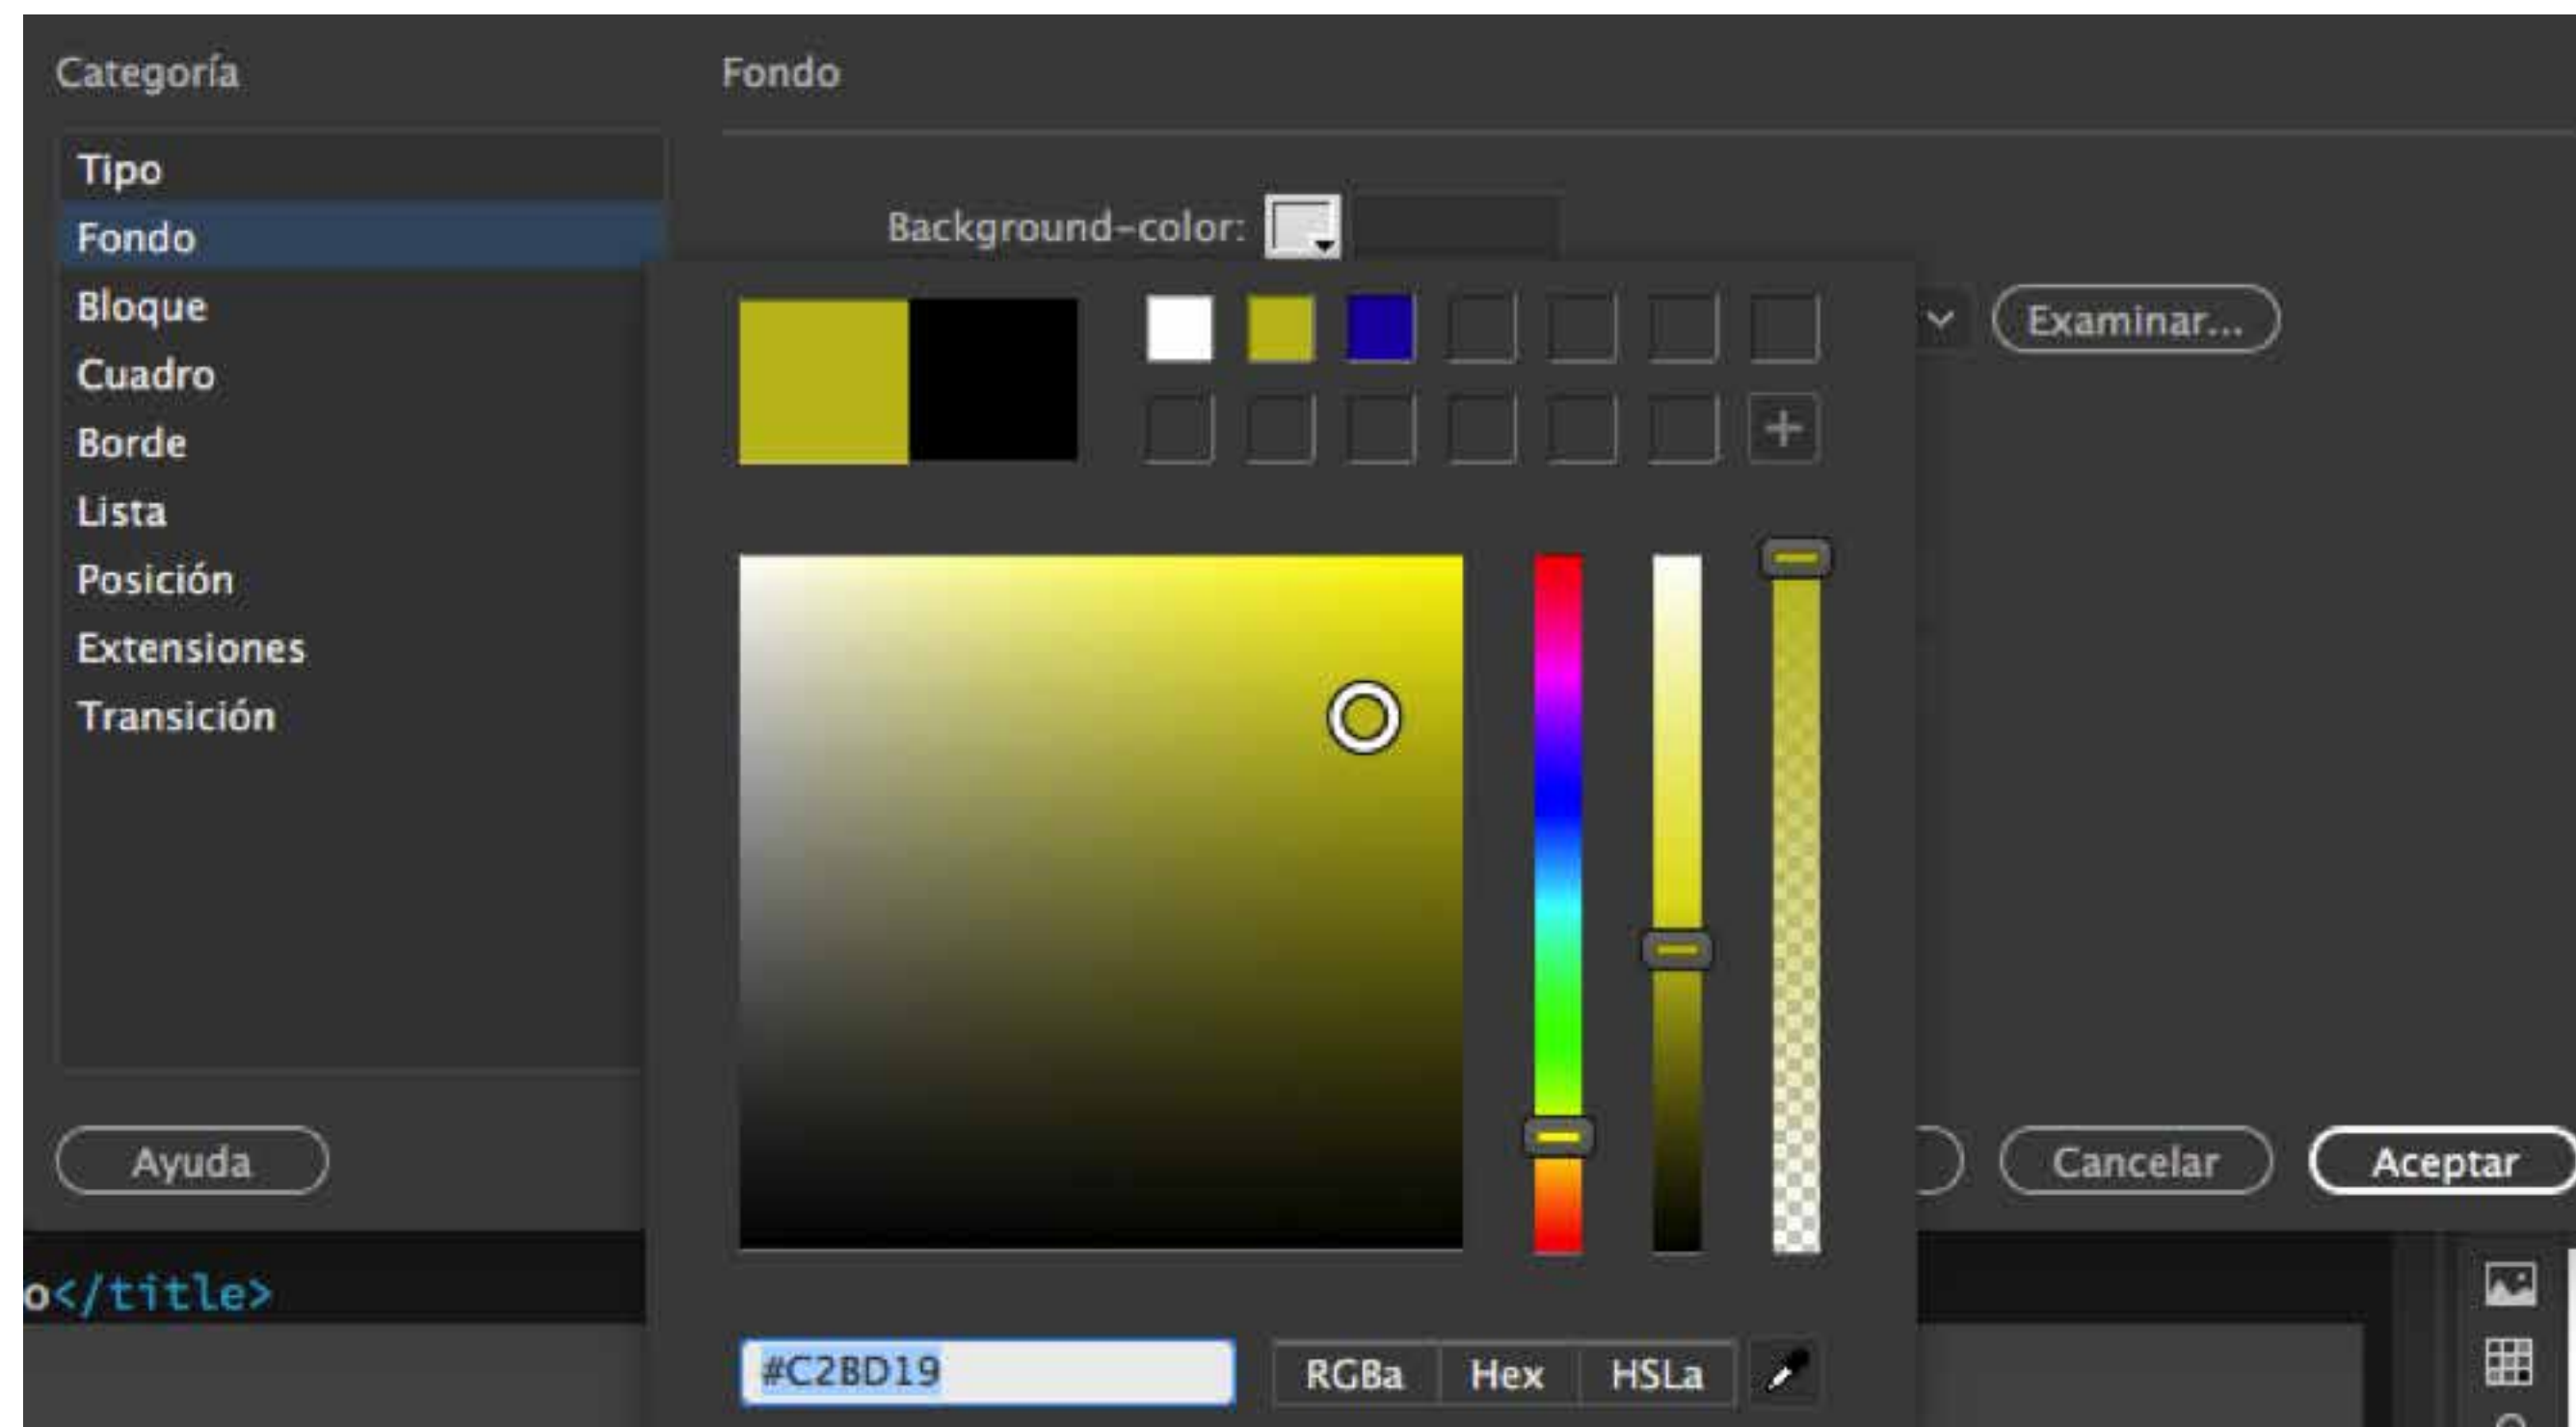 Categoría
Fondo
Tipo
Fondo
Bloque
Cuadro
Borde
Lista
Posición
Extensiones
Transición
Background-color:
Examinar...
+
Ayuda
Cancelar
Aceptar
o</title>
#C2BD19
RGBa
Hex
HSLa